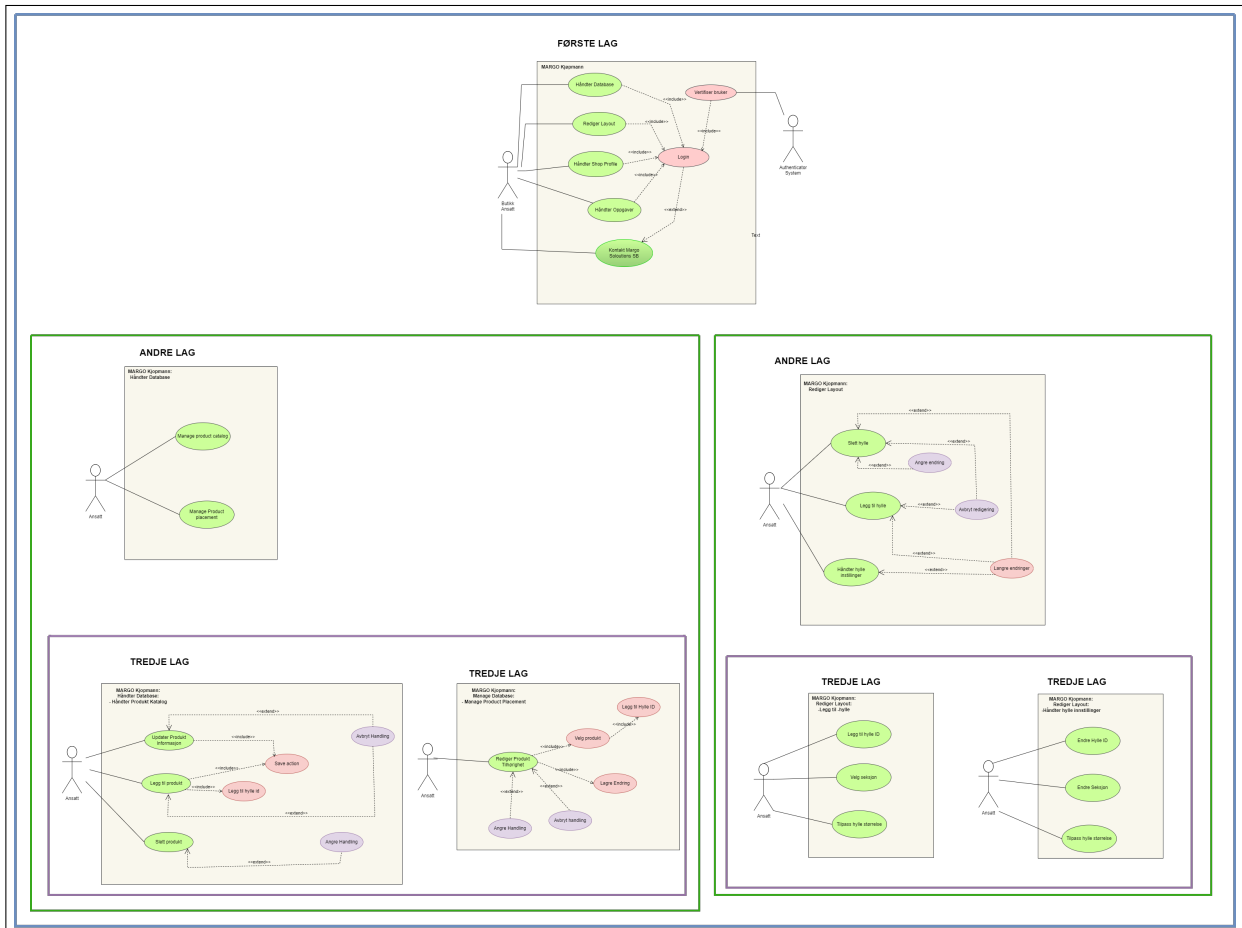 FØRSTE LAG
MARGO Kjøpmann
Håndter Database
Vertifiser bruker
<<include>>
Rediger Layout
<<include>>
<<include>>
Login
<<include>>
Håndter Shop Profile
<<include>>
Authenticator
System
Butikk
Ansatt
Håndter Oppgaver
<<extend>>
Text
Kontakt Margo
Soloutions SB
ANDRE LAG
MARGO Kjopmann:
Håndter Database
Manage product catalog
Manage Product
placement
Ansatt
ANDRE LAG
MARGO Kjopmann:
Rediger Layout
<<extend>>
Slett hylle
<<extend>>
Angre endring
<<extend>>
Legg til hylle
<<extend>>
Avbryt redigering
Ansatt
<<extend>>
Håndter hylle
instillinger
<<extend>>
Langre endringer
TREDJE LAG
MARGO Kjopmann:
Håndter Database:
- Håndter Produkt Katalog
<<extend>>
Updater Produkt
informasjon
Avbryt Handling
<<include>>
Save action
<<include>>
Legg til produkt
<<include>>
Legg til hylle id
Ansatt
<<extend>>
Slett produkt
Angre Handling
<<extend>>
TREDJE LAG
MARGO Kjopmann:
Manage Database:
- Manage Product Placement
Legg til Hylle ID
<<include>>
Velg produkt
<<include>>
Rediger Produkt
Tilhørighet
<<include>>
Lagre Endring
Ansatt
<<extend>>
<<extend>>
Angre Handling
Avbryt handling
TREDJE LAG
MARGO Kjopmann:
Rediger Layout:
-Legg til .hylle
Legg til hylle ID
Velg seksjon
Ansatt
Tilpass hylle størrelse
TREDJE LAG
MARGO Kjopmann:
Rediger Layout:
-Håndter hylle innstillinger
Endre Hylle ID
Endre Seksjon
Ansatt
Tilpass hylle størrelse